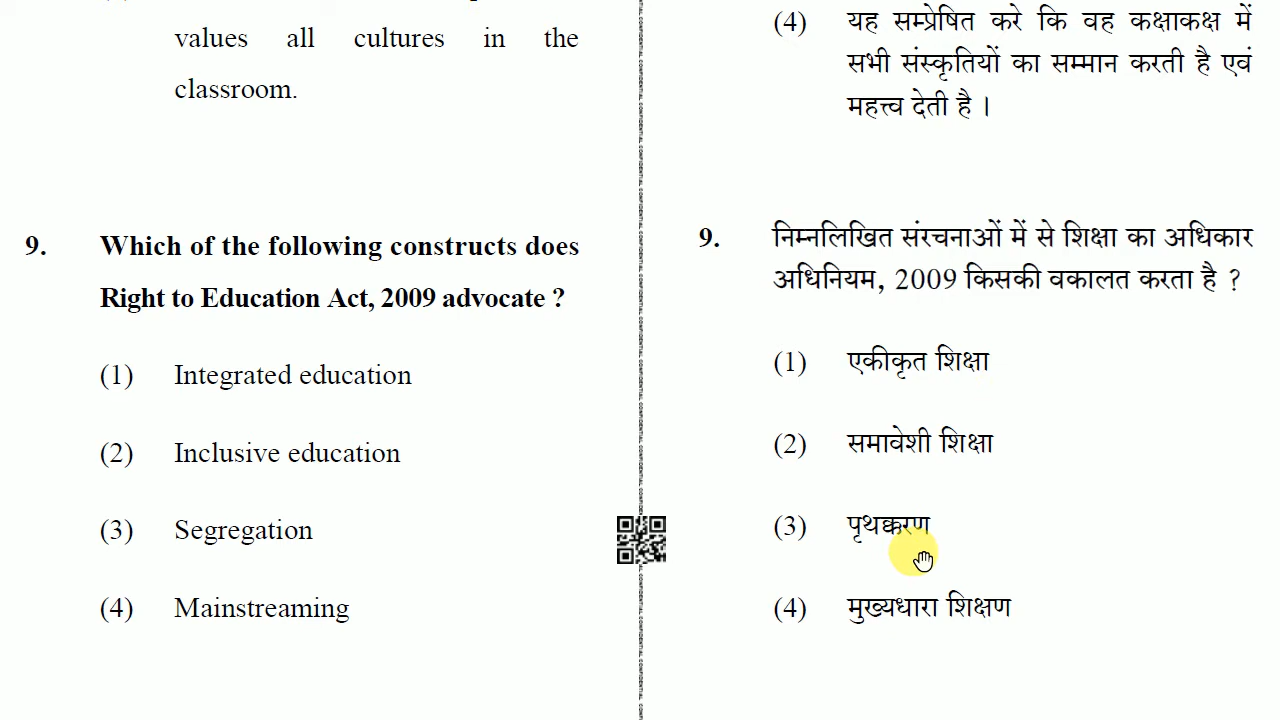 values all cultures in the
classroom.
9. Which of the following constructs does
Right to Education Act, 2009 advocate ?
(1) Integrated education
(2) Inclusive education
(3) Segregation
(4) Mainstreaming
(4) यह सम्प्रेषित करे कि वह कक्षाकक्ष में
सभी संस्कृतियों का सम्मान करती है एवं
महत्त्व देती है ।
9. निम्नलिखित संरचनाओं में से शिक्षा का अधिकार
अधिनियम, 2009 किसकी वकालत करता है ?
(1) एकीकृत शिक्षा
(2) समावेशी शिक्षा
(3) पृथक्करण
(4) मुख्यधारा शिक्षण